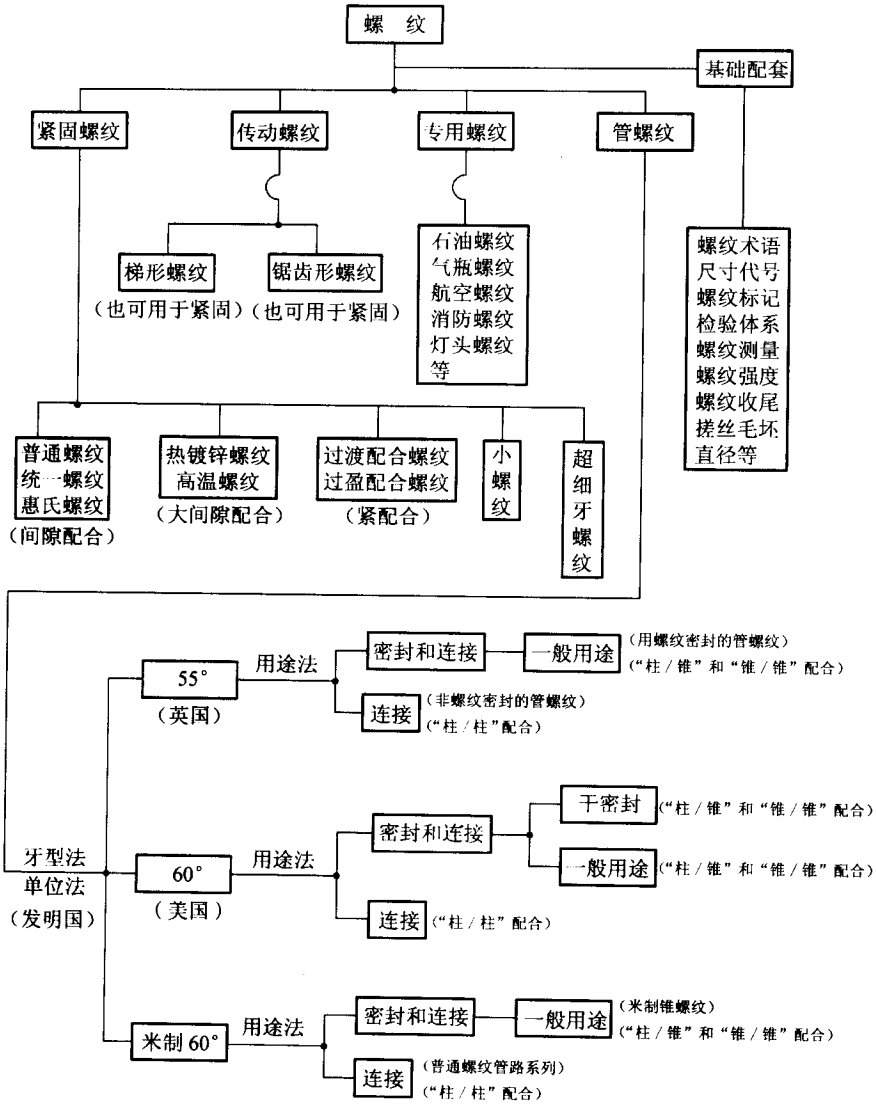 螺 纹
基础配套
紧固螺纹
传动螺纹
专用螺纹
管螺纹
梯形螺纹
(也可用于紧固)
锯齿形螺纹
(也可用于紧固)
石油螺纹
气瓶螺纹
航空螺纹
消防螺纹
灯头螺纹
等
螺纹术语
尺寸代号
螺纹标记
检验体系
螺纹测量
螺纹强度
螺纹收尾
搓丝毛坯
直径等
普通螺纹
统一螺纹
惠氏螺纹
(间隙配合)
热镀锌螺纹
高温螺纹
(大间隙配合)
过渡配合螺纹
过盈配合螺纹
(紧配合)
小螺纹
超细牙螺纹
牙型法
单位法
(发明国)
55°
(英国)
用途法
密封和连接
一般用途
(用螺纹密封的管螺纹)
(“柱/锥”和“锥/锥”配合)
连接
(非螺纹密封的管螺纹)
(“柱/柱”配合)
60°
(美国)
用途法
密封和连接
干密封
(“柱/锥”和“锥/锥”配合)
一般用途
(“柱/锥”和“锥/锥”配合)
连接
(“柱/柱”配合)
米制60°
用途法
密封和连接
一般用途
(米制锥螺纹)
(“柱/锥”和“锥/锥”配合)
连接
(普通螺纹管路系列)
(“柱/柱”配合)